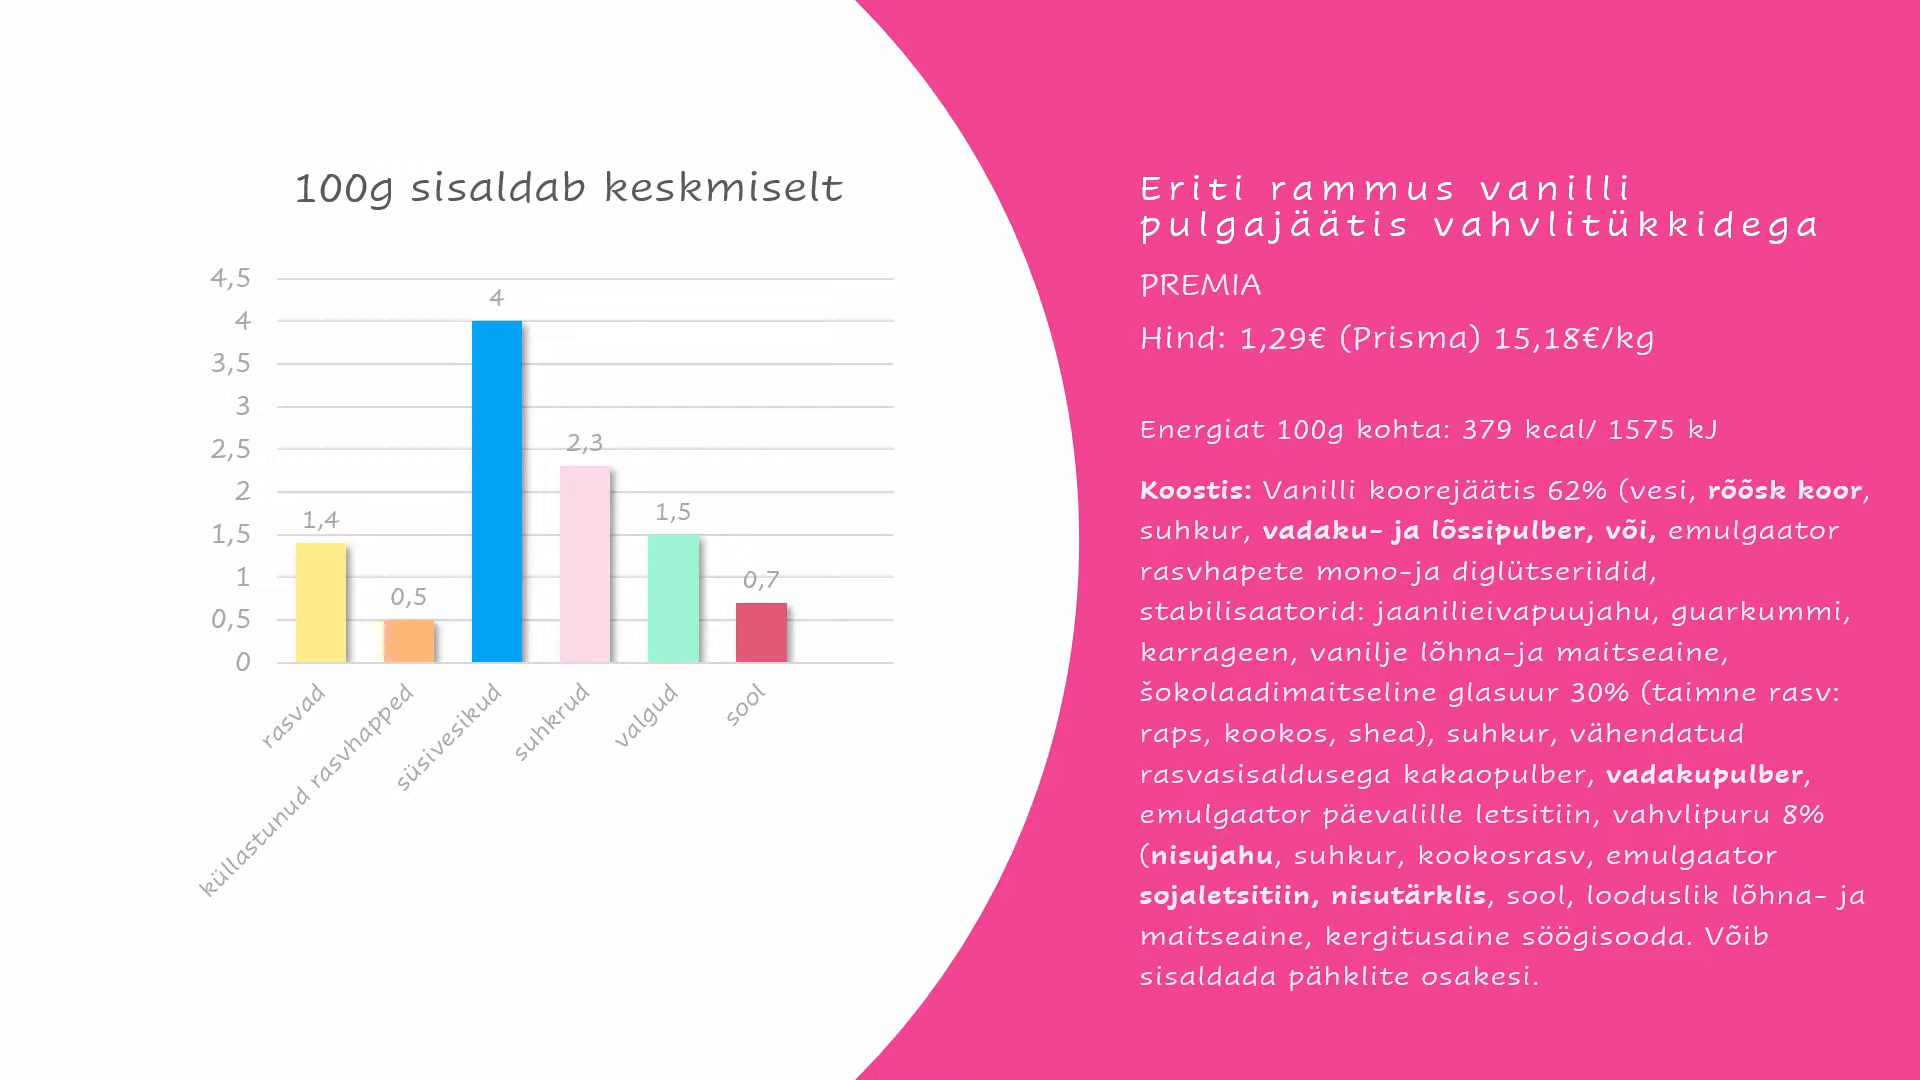 100g sisaldab keskmiselt
4,5
4
3,5
3
2,5
2
1,5
1
0,5
0
1,4
0,5
4
2,3
1,5
0,7
rasvad
küllastunud rasvhapped
süsivesikud
suhkrud
valgud
sool
Eriti rammus vanilli
pulgajäätis vahvlitükkidega
PREMIA
Hind: 1,29€ (Prisma) 15,18€/kg
Energiat 100g kohta: 379 kcal/ 1575 kJ
Koostis: Vanilli koorejäätis 62% (vesi, rõõsk koor,
suhkur, vadaku- ja lõssipulber, või, emulgaator
rasvhapete mono-ja diglütseriidid,
stabilisaatorid: jaanilieivapuujahu, guarkummi,
karrageen, vanilje lõhna-ja maitseaine,
šokolaadimaitseline glasuur 30% (taimne rasv:
raps, kookos, shea), suhkur, vähendatud
rasvasisaldusega kakaopulber, vadakupulber,
emulgaator päevalille letsitiin, vahvlipuru 8%
(nisujahu, suhkur, kookosrasv, emulgaator
sojaletsitiin, nisutärklis, sool, looduslik lõhna- ja
maitseaine, kergitusaine söögisooda. Võib
sisaldada pähklite osakesi.